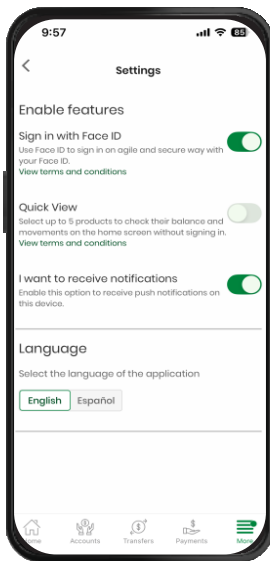 9:57
85
Settings
Enable features
Sign in with Face ID
Use Face ID to sign in on agile and secure way with
your Face ID.
View terms and conditions
Quick View
Select up to 5 products to check their balance and
movements on the home screen without signing in.
View terms and conditions
I want to receive notifications
Enable this option to receive push notifications on
this device.
Language
Select the language of the application
English Español
ome Accounts Transfers Payments More